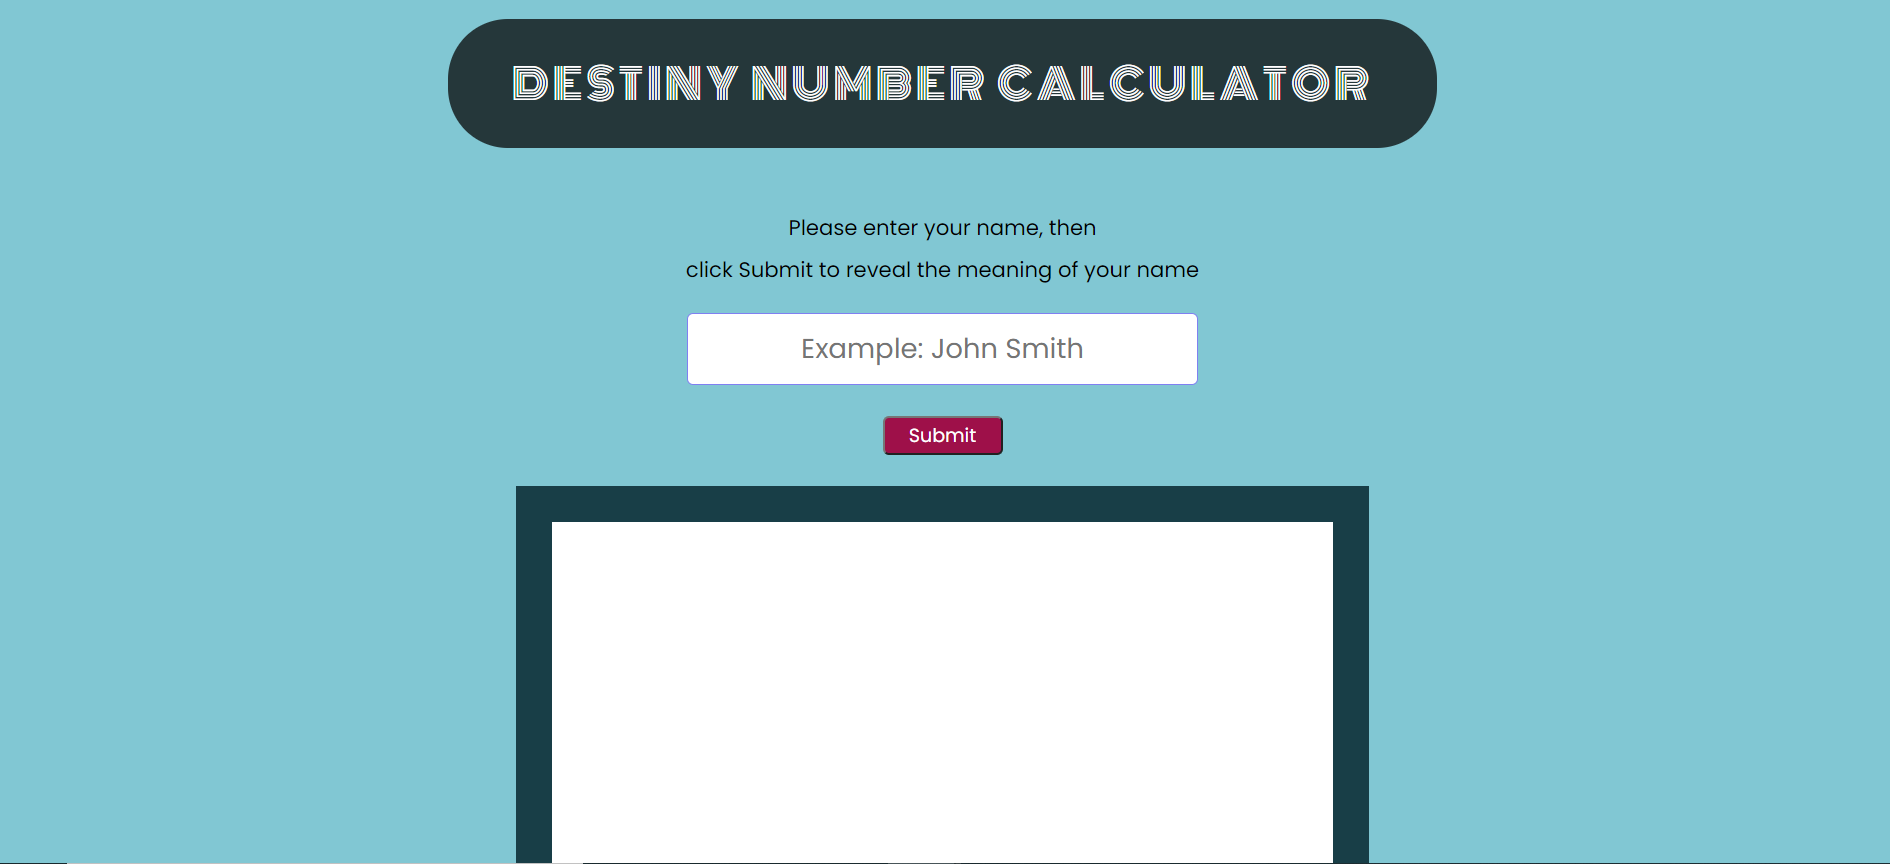 DESTINY NUMBER CALCULATOR
Please enter your name, then
click Submit to reveal the meaning of your name
Example: John Smith
Submit